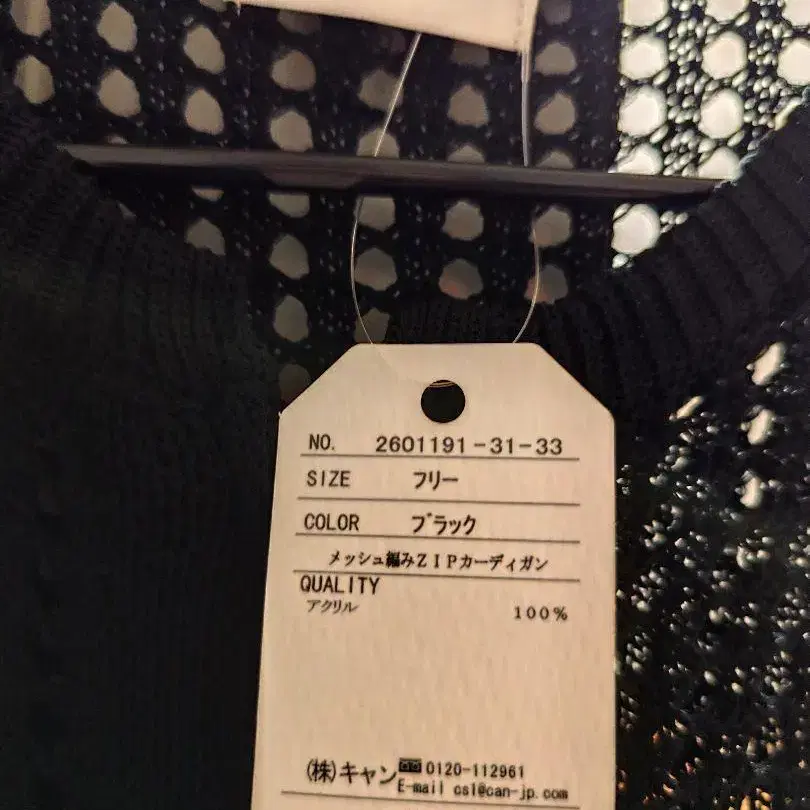 NO. 2601191-31-33
SIZE フリー
COLOR ブラック
メッシュ編みZIPカーディガン
QUALITY
アクリル 100%
(株)キャン 0120-112961
E-mail cs1@can-jp.com